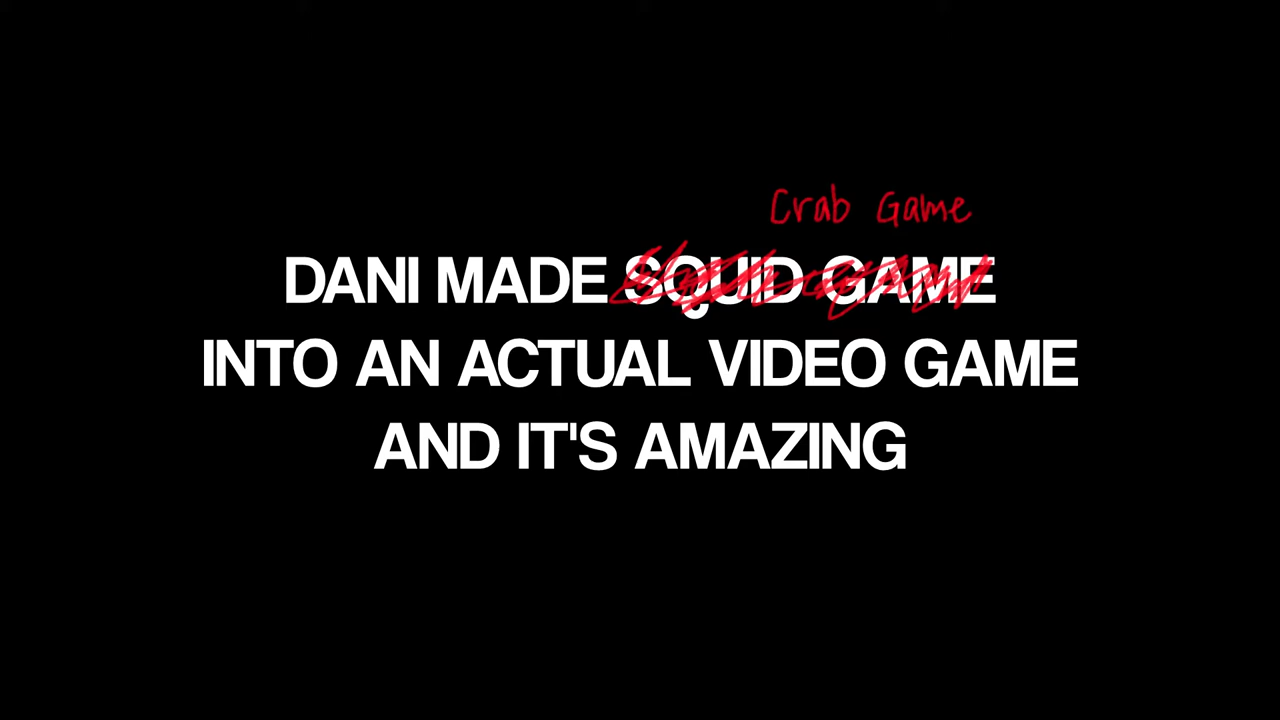 Crab Game
DANI MADE SQUID GAME
INTO AN ACTUAL VIDEO GAME
AND IT'S AMAZING